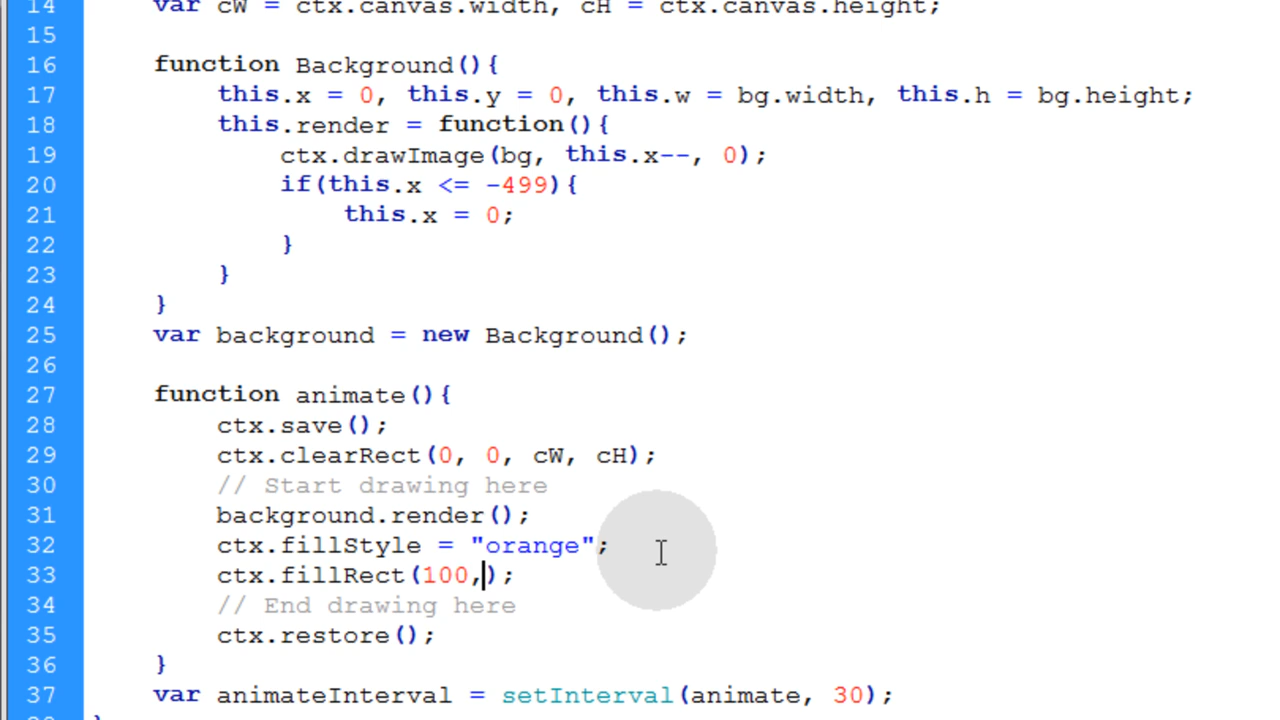 14 var cW = ctx.canvas.width, cH = ctx.canvas.height;
15
16 function Background(){
17 this.x = 0, this.y = 0, this.w = bg.width, this.h = bg.height;
18 this.render = function(){
19 ctx.drawImage(bg, this.x--, 0);
20 if(this.x <= -499){
21 this.x = 0;
22 }
23 }
24 }
25 var background = new Background();
26
27 function animate(){
28 ctx.save();
29 ctx.clearRect(0, 0, cW, cH);
30 // Start drawing here
31 background.render();
32 ctx.fillStyle = "orange";
33 ctx.fillRect(100,);
34 // End drawing here
35 ctx.restore();
36 }
37 var animateInterval = setInterval(animate, 30);